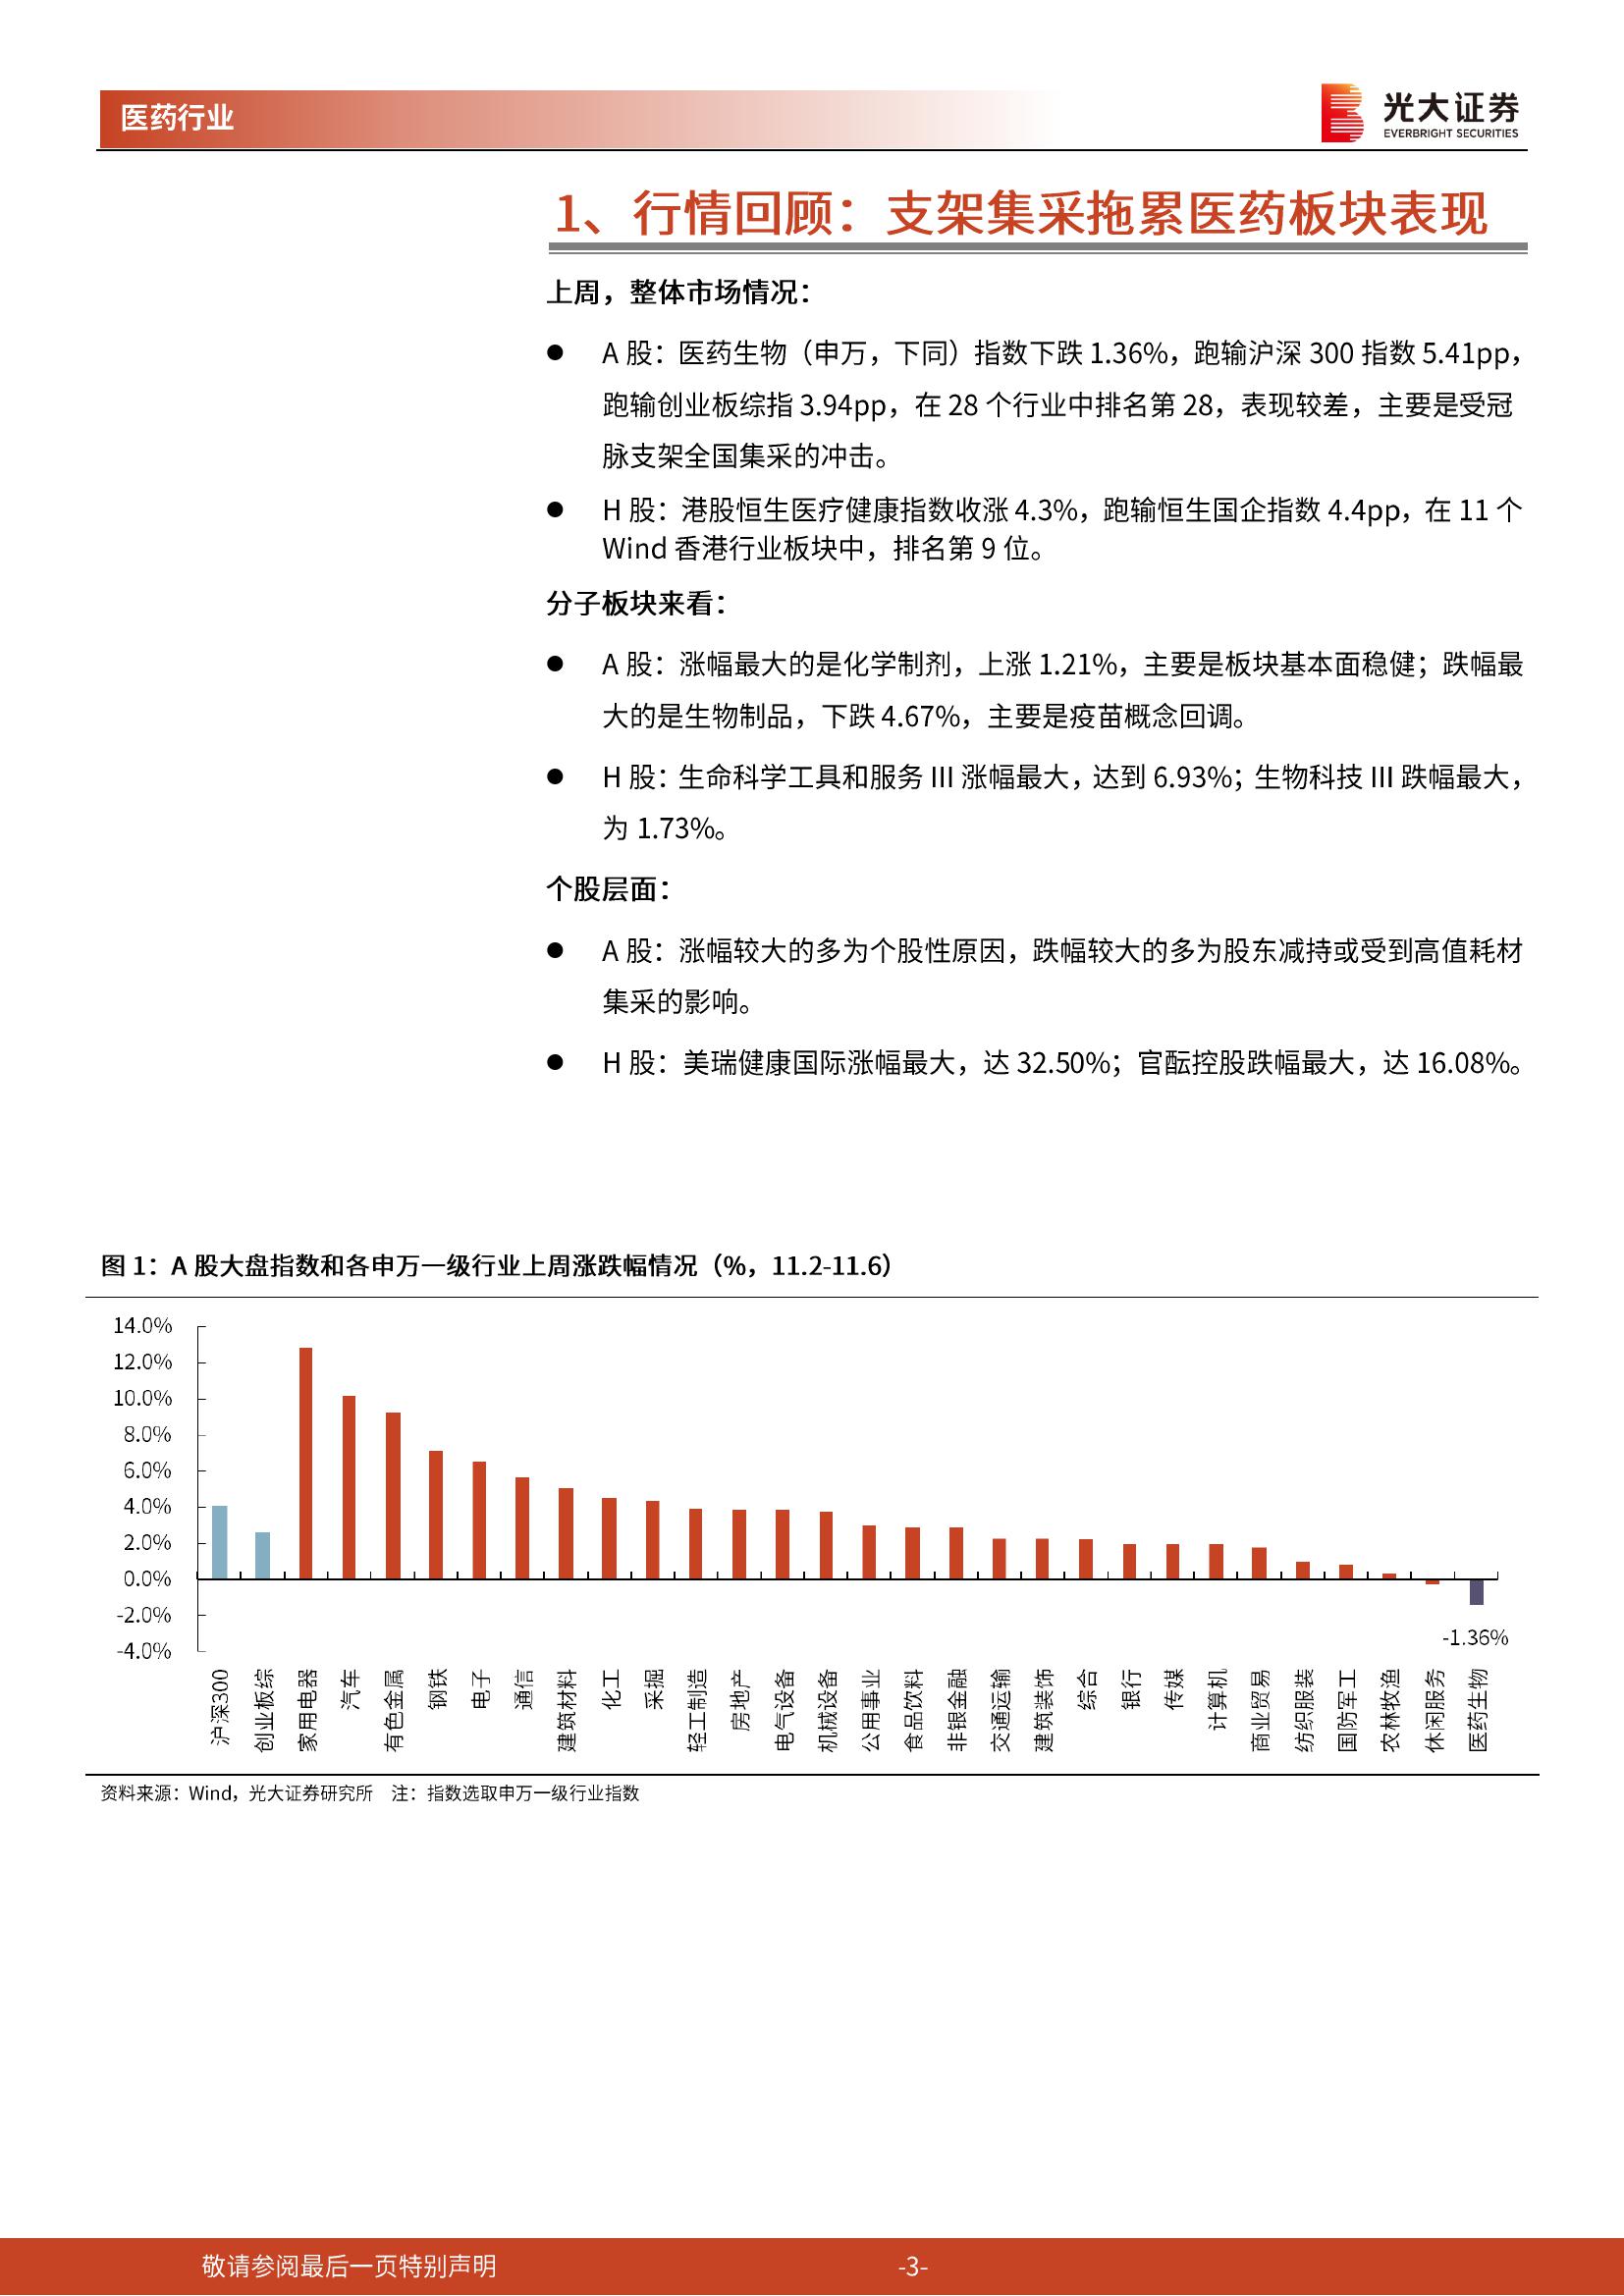 医药行业
光大证券
EVERBRIGHT SECURITIES
1、行情回顾：支架集采拖累医药板块表现
上周，整体市场情况：
● A 股：医药生物（申万，下同）指数下跌 1.36%，跑输沪深 300 指数 5.41pp，
跑输创业板综指 3.94pp，在 28 个行业中排名第 28，表现较差，主要是受冠
脉支架全国集采的冲击。
● H 股：港股恒生医疗健康指数收涨 4.3%，跑输恒生国企指数 4.4pp，在 11 个
Wind 香港行业板块中，排名第 9 位。
分子板块来看：
● A 股：涨幅最大的是化学制剂，上涨 1.21%，主要是板块基本面稳健；跌幅最
大的是生物制品，下跌 4.67%，主要是疫苗概念回调。
● H 股：生命科学工具和服务 III 涨幅最大，达到 6.93%；生物科技 III 跌幅最大，
为 1.73%。
个股层面：
● A 股：涨幅较大的多为个股性原因，跌幅较大的多为股东减持或受到高值耗材
集采的影响。
● H 股：美瑞健康国际涨幅最大，达 32.50%；官酝控股跌幅最大，达 16.08%。
图 1：A 股大盘指数和各申万一级行业上周涨跌幅情况（%，11.2-11.6）
14.0%
12.0%
10.0%
8.0%
6.0%
4.0%
2.0%
0.0%
-2.0%
-4.0%
-1.36%
沪深300
创业板综
家用电器
汽车
有色金属
钢铁
电子
通信
建筑材料
化工
采掘
轻工制造
房地产
电气设备
机械设备
公用事业
食品饮料
非银金融
交通运输
建筑装饰
综合
银行
传媒
计算机
商业贸易
纺织服装
国防军工
农林牧渔
休闲服务
医药生物
资料来源：Wind，光大证券研究所 注：指数选取申万一级行业指数
敬请参阅最后一页特别声明
-3-